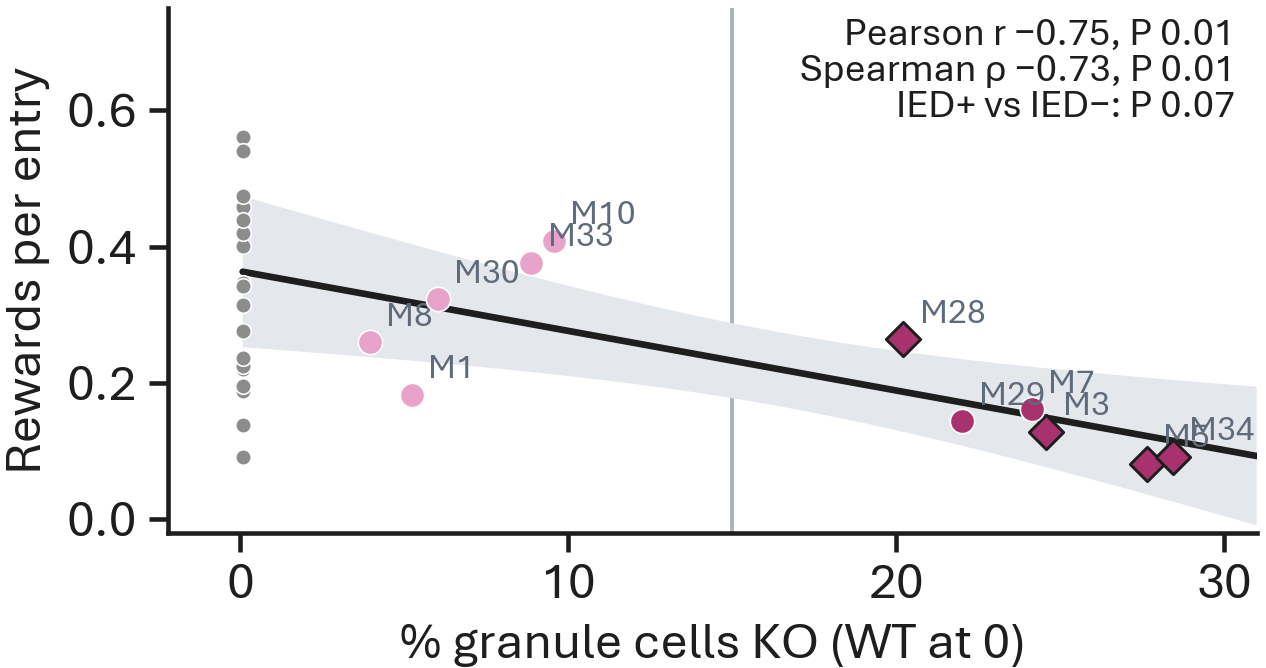 Pearson r −0.75, P 0.01
Spearman ρ −0.73, P 0.01
IED+ vs IED−: P 0.07
Rewards per entry
0.6
0.4
0.2
0.0
M10
M33
M30
M8
M1
M28
M7
M29
M3
M34
M6
0
10
20
30
% granule cells KO (WT at 0)